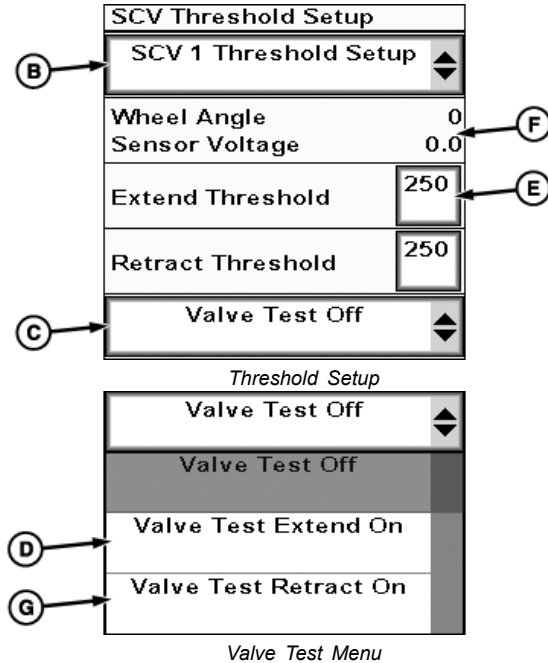 SCV Threshold Setup
B
SCV 1 Threshold Setup
Wheel Angle 0
Sensor Voltage 0.0
F
Extend Threshold 250
E
Retract Threshold 250
C
Valve Test Off
Threshold Setup
Valve Test Off
Valve Test Off
D
Valve Test Extend On
G
Valve Test Retract On
Valve Test Menu